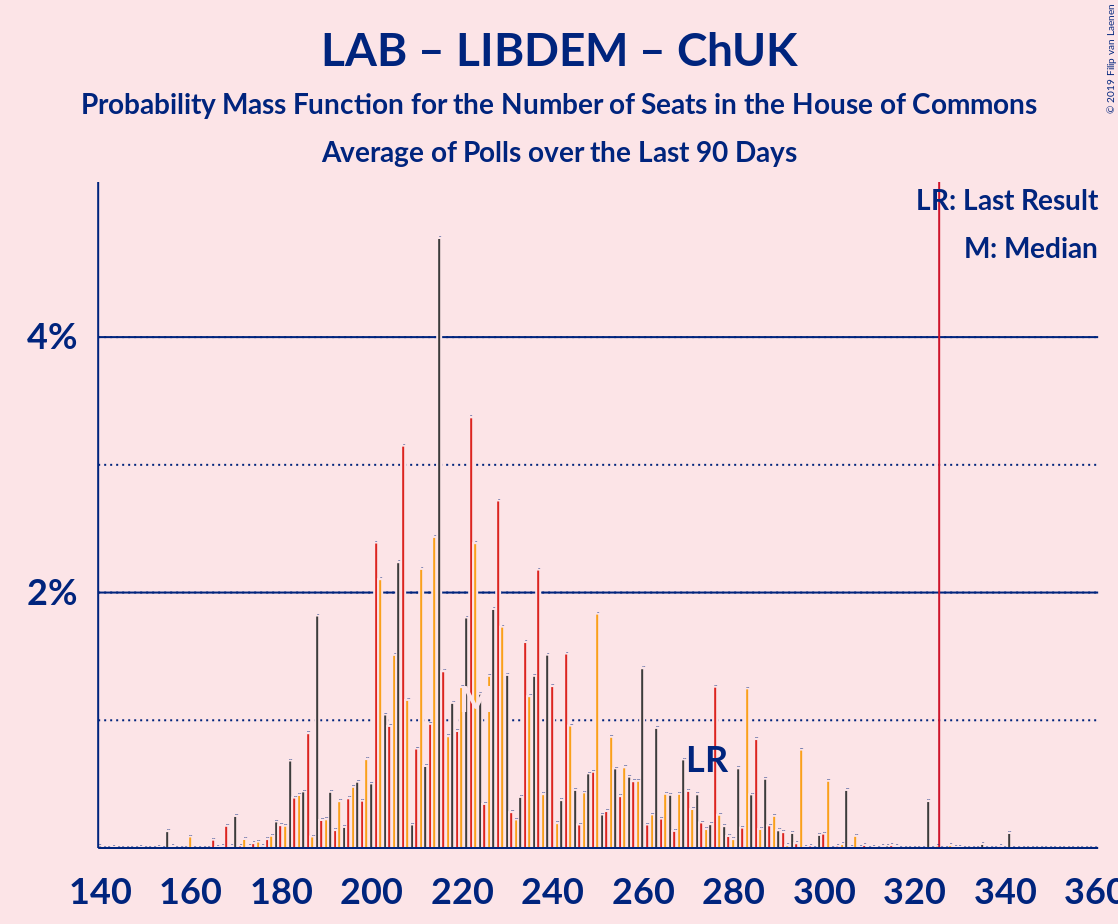 LAB – LIBDEM – ChUK
Probability Mass Function for the Number of Seats in the House of Commons
Average of Polls over the Last 90 Days
© 2019 Filip van Laenen
LR: Last Result
M: Median
4%
2%
M
LR
140 160 180 200 220 240 260 280 300 320 340 360